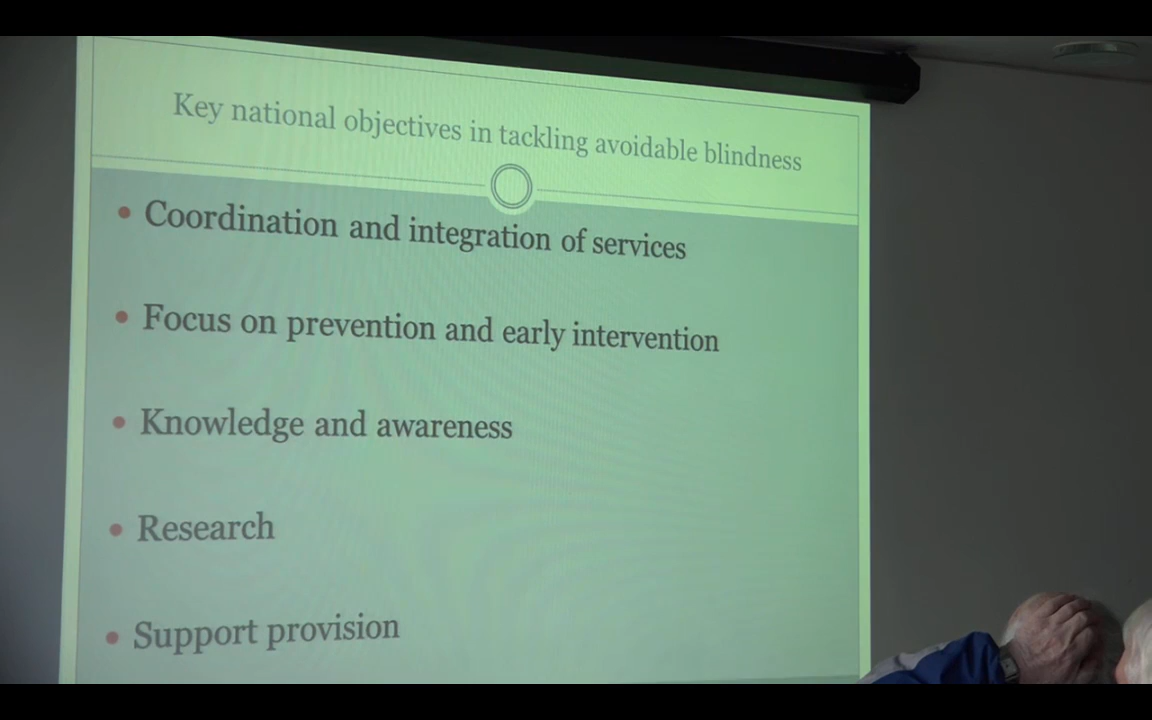 Key national objectives in tackling avoidable blindness
• Coordination and integration of services
• Focus on prevention and early intervention
• Knowledge and awareness
• Research
• Support provision